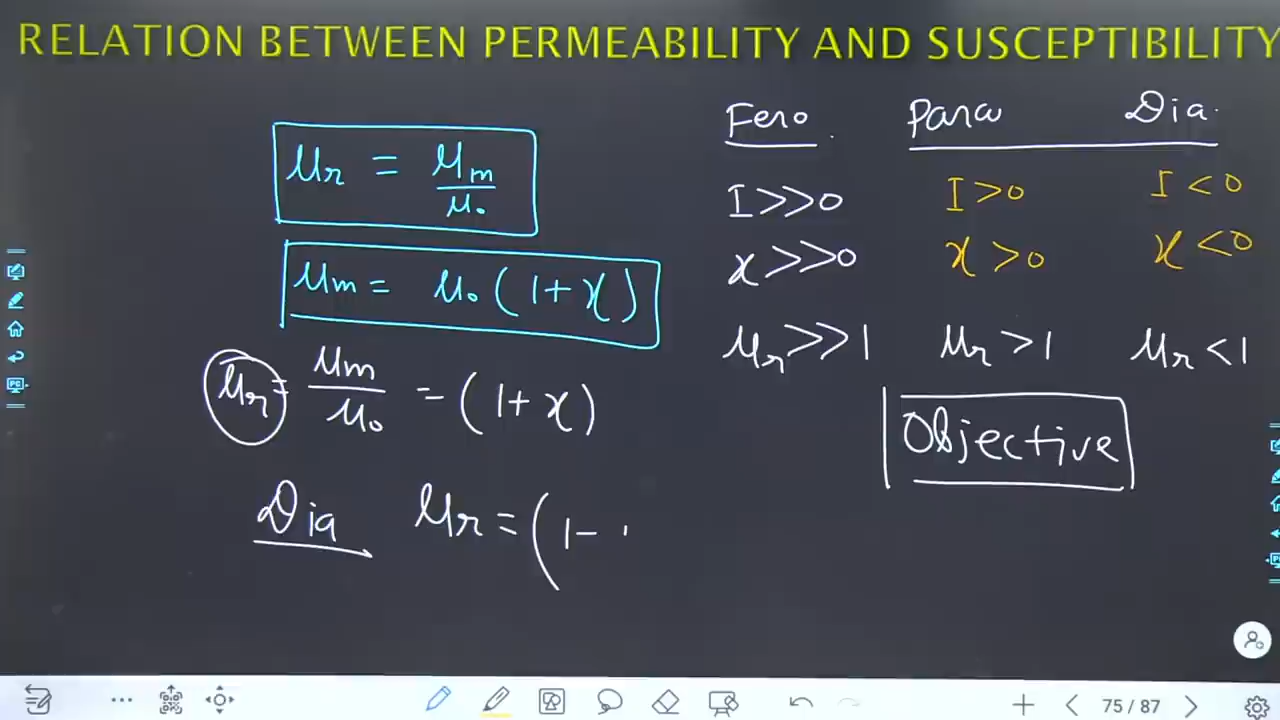 RELATION BETWEEN PERMEABILITY AND SUSCEPTIBILITY
μr = μm/μ₀
μm = μ₀(1+x)
μr = μm/μ₀ = (1+x)
Dia μr = (1-
Fero. Para Dia.
I>>0 I>0 I<0
x>>0 x>0 x<0
μr>>1 μr>1 μr<1
Objective
PC
75 / 87